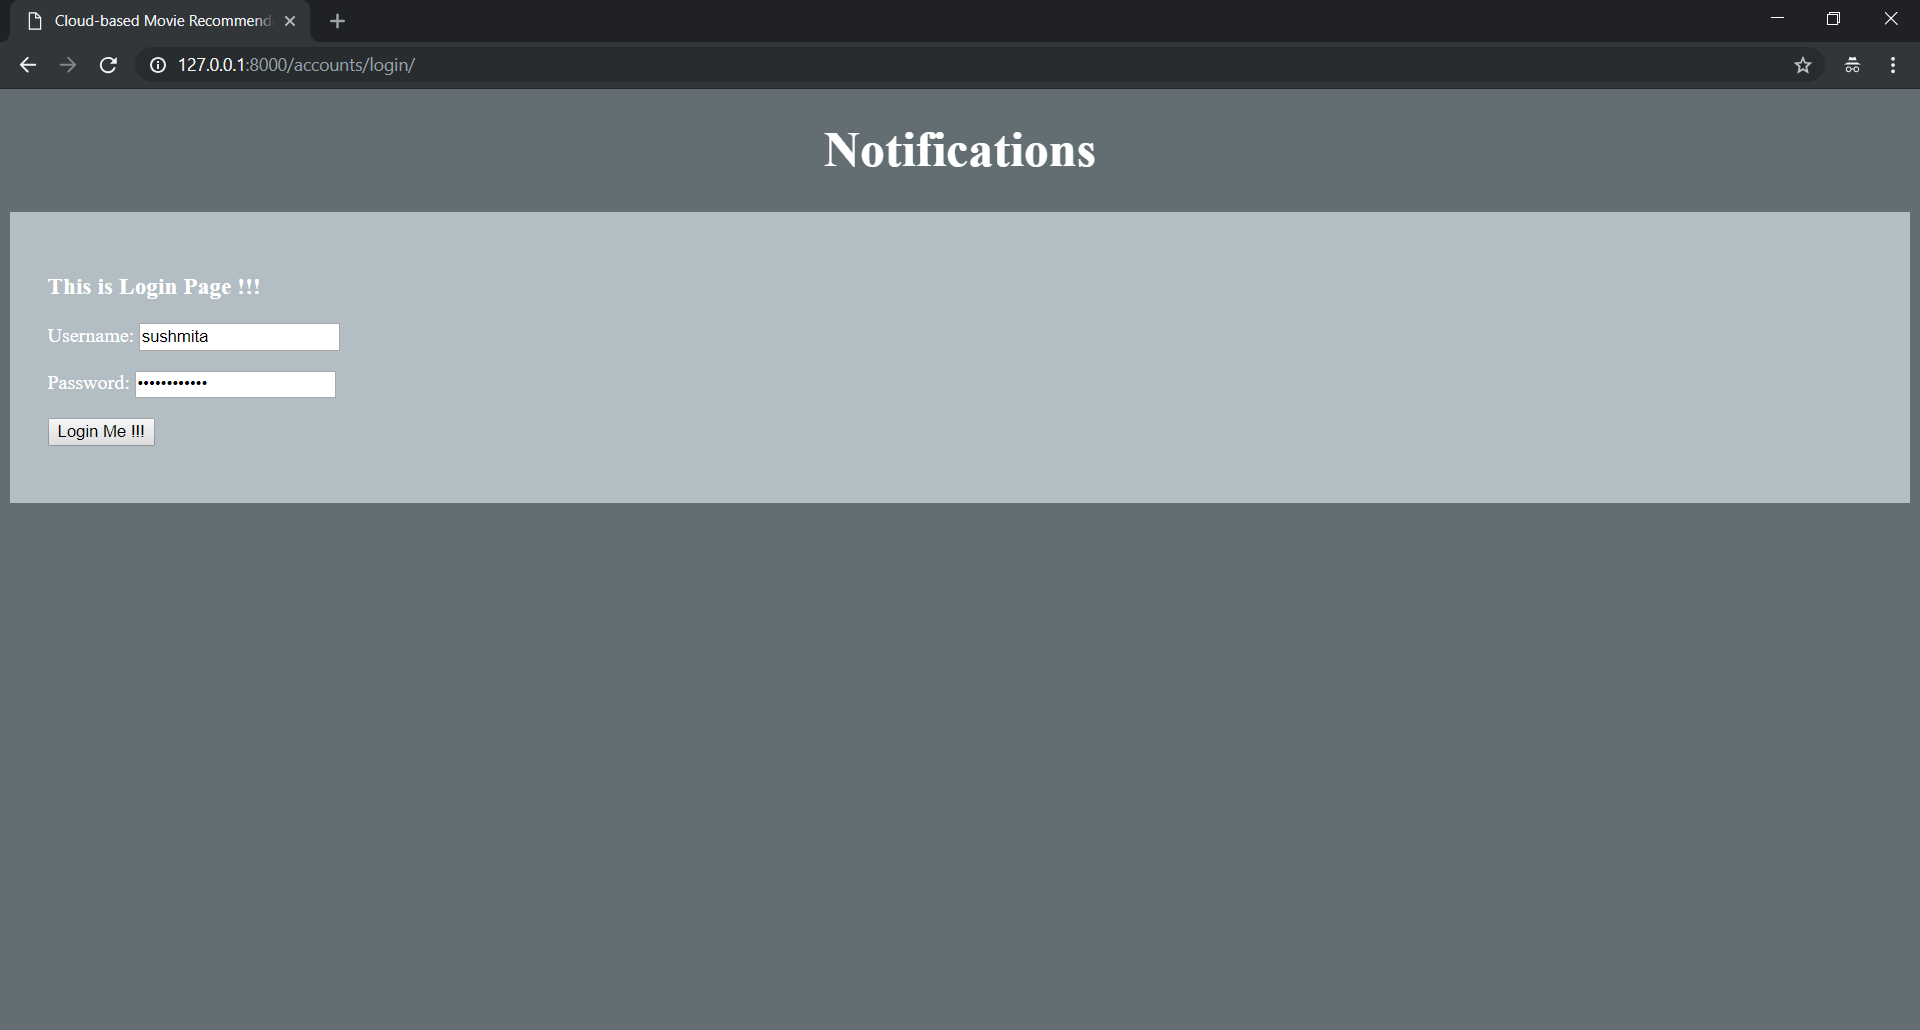 Cloud-based Movie Recommend
127.0.0.1:8000/accounts/login/
Notifications
This is Login Page !!!
Username: sushmita
Password: ••••••••••••
Login Me !!!